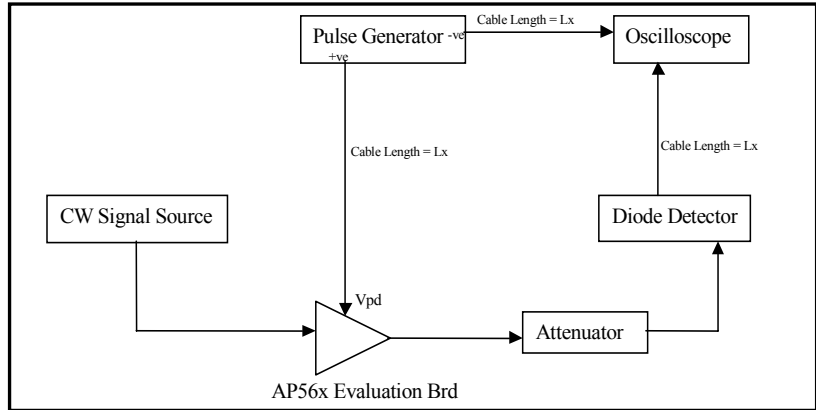 Pulse Generator -ve
+ve
Cable Length = Lx
Oscilloscope
Cable Length = Lx
Cable Length = Lx
CW Signal Source
Diode Detector
Vpd
Attenuator
AP56x Evaluation Brd